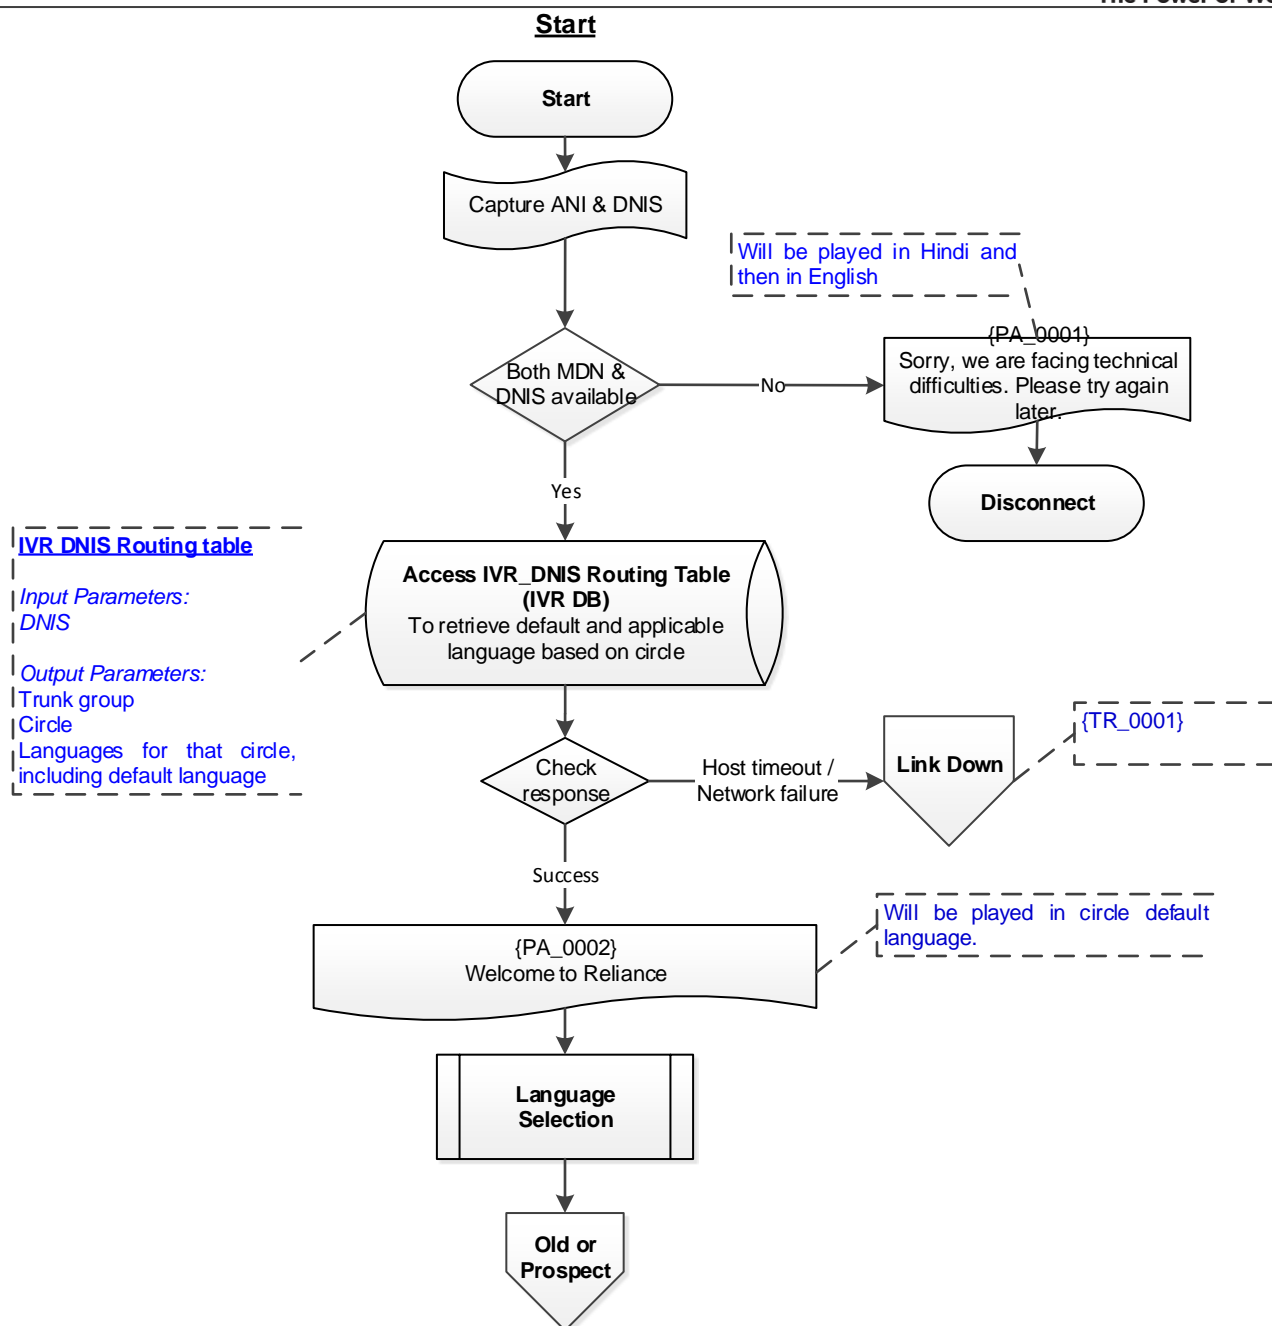 Start
Start
Capture ANI & DNIS
Will be played in Hindi and
then in English
Both MDN &
DNIS available
No
{PA_0001}
Sorry, we are facing technical
difficulties. Please try again
later.
Disconnect
Yes
IVR DNIS Routing table
Input Parameters:
DNIS
Output Parameters:
Trunk group
Circle
Languages for that circle,
including default language
Access IVR_DNIS Routing Table
(IVR DB)
To retrieve default and applicable
language based on circle
Check
response
Host timeout /
Network failure
Link Down
{TR_0001}
Success
{PA_0002}
Welcome to Reliance
Will be played in circle default
language.
Language
Selection
Old or
Prospect